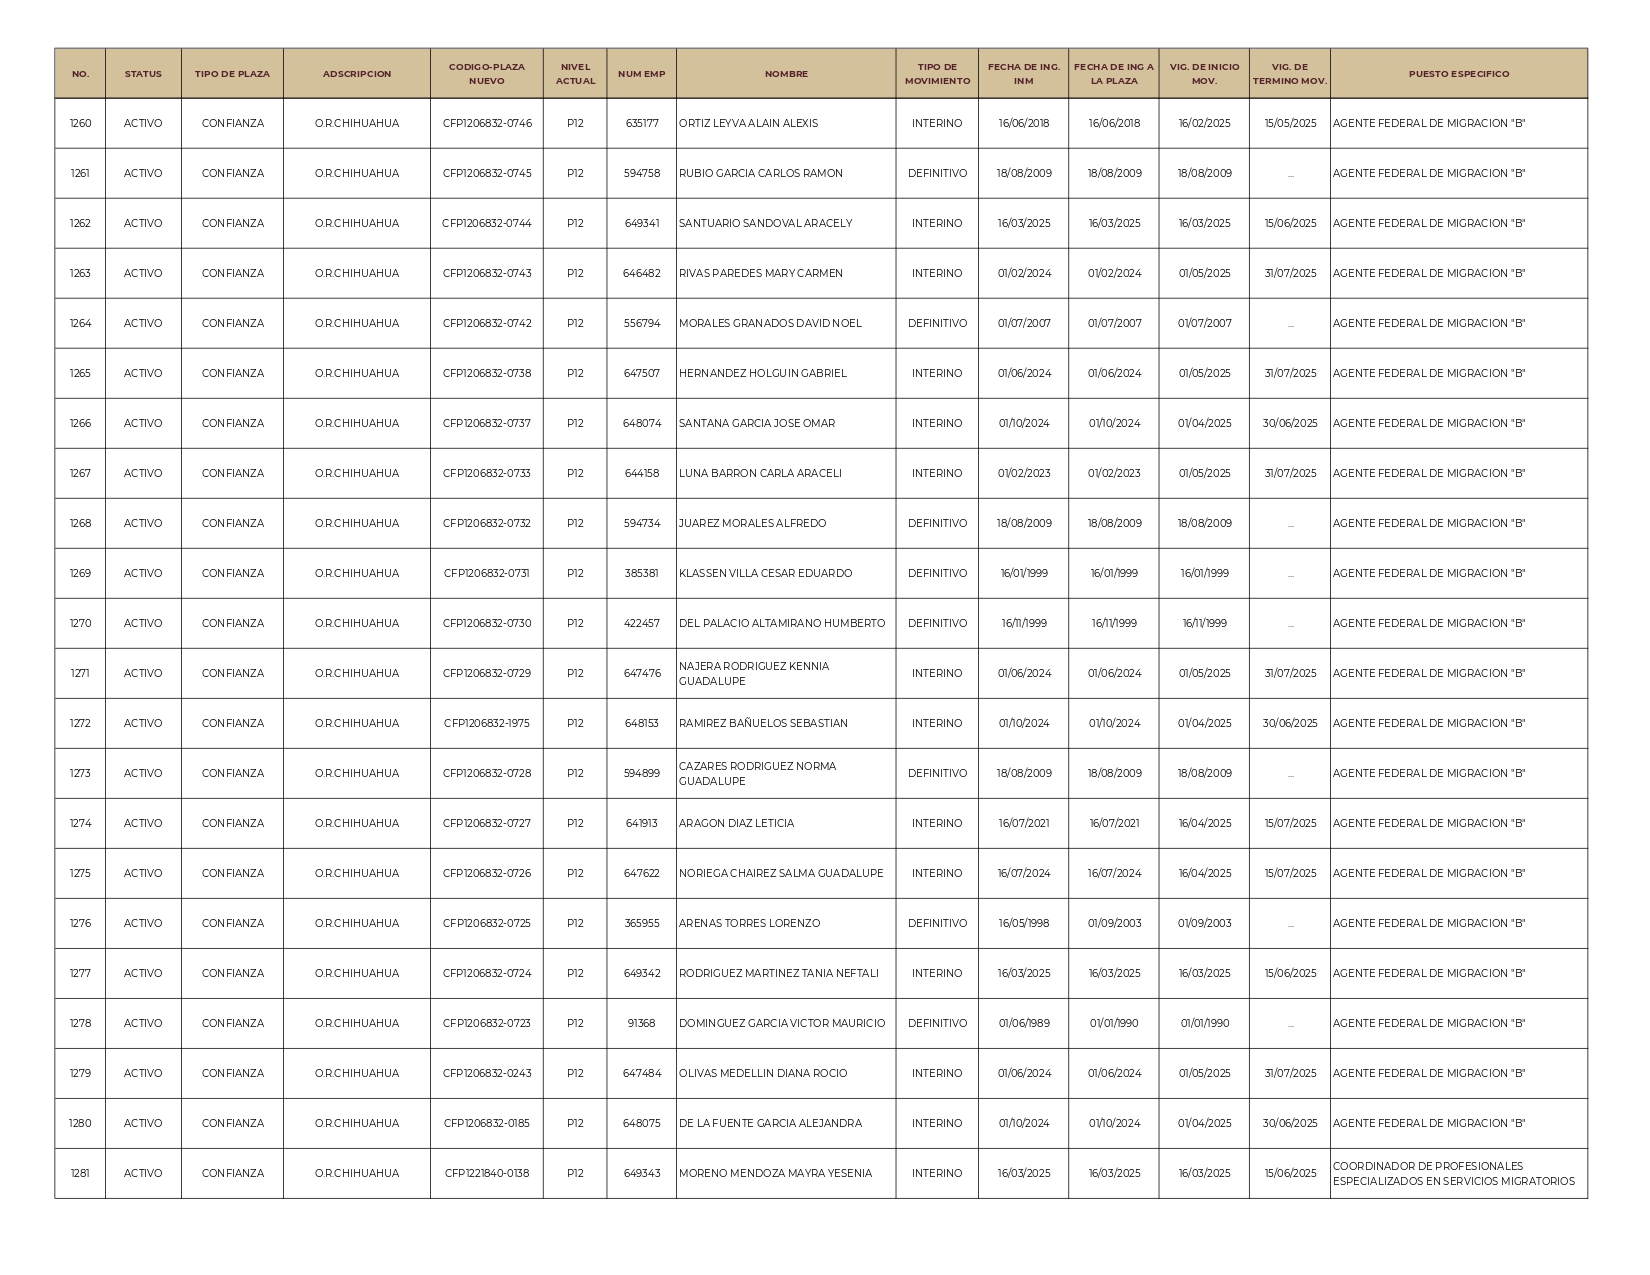 NO. STATUS TIPO DE PLAZA ADSCRIPCION CODIGO-PLAZA NUEVO NIVEL ACTUAL NUM EMP NOMBRE TIPO DE MOVIMIENTO FECHA DE ING. INM FECHA DE ING A LA PLAZA VIG. DE INICIO MOV. VIG. DE TERMINO MOV. PUESTO ESPECIFICO
1260 ACTIVO CONFIANZA O.R.CHIHUAHUA CFP1206832-0746 P12 635177 ORTIZ LEYVA ALAIN ALEXIS INTERINO 16/06/2018 16/06/2018 16/02/2025 15/05/2025 AGENTE FEDERAL DE MIGRACION "B"
1261 ACTIVO CONFIANZA O.R.CHIHUAHUA CFP1206832-0745 P12 594758 RUBIO GARCIA CARLOS RAMON DEFINITIVO 18/08/2009 18/08/2009 18/08/2009 ... AGENTE FEDERAL DE MIGRACION "B"
1262 ACTIVO CONFIANZA O.R.CHIHUAHUA CFP1206832-0744 P12 649341 SANTUARIO SANDOVAL ARACELY INTERINO 16/03/2025 16/03/2025 16/03/2025 15/06/2025 AGENTE FEDERAL DE MIGRACION "B"
1263 ACTIVO CONFIANZA O.R.CHIHUAHUA CFP1206832-0743 P12 646482 RIVAS PAREDES MARY CARMEN INTERINO 01/02/2024 01/02/2024 01/05/2025 31/07/2025 AGENTE FEDERAL DE MIGRACION "B"
1264 ACTIVO CONFIANZA O.R.CHIHUAHUA CFP1206832-0742 P12 556794 MORALES GRANADOS DAVID NOEL DEFINITIVO 01/07/2007 01/07/2007 01/07/2007 ... AGENTE FEDERAL DE MIGRACION "B"
1265 ACTIVO CONFIANZA O.R.CHIHUAHUA CFP1206832-0738 P12 647507 HERNANDEZ HOLGUIN GABRIEL INTERINO 01/06/2024 01/06/2024 01/05/2025 31/07/2025 AGENTE FEDERAL DE MIGRACION "B"
1266 ACTIVO CONFIANZA O.R.CHIHUAHUA CFP1206832-0737 P12 648074 SANTANA GARCIA JOSE OMAR INTERINO 01/10/2024 01/10/2024 01/04/2025 30/06/2025 AGENTE FEDERAL DE MIGRACION "B"
1267 ACTIVO CONFIANZA O.R.CHIHUAHUA CFP1206832-0733 P12 644158 LUNA BARRON CARLA ARACELI INTERINO 01/02/2023 01/02/2023 01/05/2025 31/07/2025 AGENTE FEDERAL DE MIGRACION "B"
1268 ACTIVO CONFIANZA O.R.CHIHUAHUA CFP1206832-0732 P12 594734 JUAREZ MORALES ALFREDO DEFINITIVO 18/08/2009 18/08/2009 18/08/2009 ... AGENTE FEDERAL DE MIGRACION "B"
1269 ACTIVO CONFIANZA O.R.CHIHUAHUA CFP1206832-0731 P12 385381 KLASSEN VILLA CESAR EDUARDO DEFINITIVO 16/01/1999 16/01/1999 16/01/1999 ... AGENTE FEDERAL DE MIGRACION "B"
1270 ACTIVO CONFIANZA O.R.CHIHUAHUA CFP1206832-0730 P12 422457 DEL PALACIO ALTAMIRANO HUMBERTO DEFINITIVO 16/11/1999 16/11/1999 16/11/1999 ... AGENTE FEDERAL DE MIGRACION "B"
1271 ACTIVO CONFIANZA O.R.CHIHUAHUA CFP1206832-0729 P12 647476 NAJERA RODRIGUEZ KENNIA GUADALUPE INTERINO 01/06/2024 01/06/2024 01/05/2025 31/07/2025 AGENTE FEDERAL DE MIGRACION "B"
1272 ACTIVO CONFIANZA O.R.CHIHUAHUA CFP1206832-1975 P12 648153 RAMIREZ BAÑUELOS SEBASTIAN INTERINO 01/10/2024 01/10/2024 01/04/2025 30/06/2025 AGENTE FEDERAL DE MIGRACION "B"
1273 ACTIVO CONFIANZA O.R.CHIHUAHUA CFP1206832-0728 P12 594899 CAZARES RODRIGUEZ NORMA GUADALUPE DEFINITIVO 18/08/2009 18/08/2009 18/08/2009 ... AGENTE FEDERAL DE MIGRACION "B"
1274 ACTIVO CONFIANZA O.R.CHIHUAHUA CFP1206832-0727 P12 641913 ARAGON DIAZ LETICIA INTERINO 16/07/2021 16/07/2021 16/04/2025 15/07/2025 AGENTE FEDERAL DE MIGRACION "B"
1275 ACTIVO CONFIANZA O.R.CHIHUAHUA CFP1206832-0726 P12 647622 NORIEGA CHAIREZ SALMA GUADALUPE INTERINO 16/07/2024 16/07/2024 16/04/2025 15/07/2025 AGENTE FEDERAL DE MIGRACION "B"
1276 ACTIVO CONFIANZA O.R.CHIHUAHUA CFP1206832-0725 P12 365955 ARENAS TORRES LORENZO DEFINITIVO 16/05/1998 01/09/2003 01/09/2003 ... AGENTE FEDERAL DE MIGRACION "B"
1277 ACTIVO CONFIANZA O.R.CHIHUAHUA CFP1206832-0724 P12 649342 RODRIGUEZ MARTINEZ TANIA NEFTALI INTERINO 16/03/2025 16/03/2025 16/03/2025 15/06/2025 AGENTE FEDERAL DE MIGRACION "B"
1278 ACTIVO CONFIANZA O.R.CHIHUAHUA CFP1206832-0723 P12 91368 DOMINGUEZ GARCIA VICTOR MAURICIO DEFINITIVO 01/06/1989 01/01/1990 01/01/1990 ... AGENTE FEDERAL DE MIGRACION "B"
1279 ACTIVO CONFIANZA O.R.CHIHUAHUA CFP1206832-0243 P12 647484 OLIVAS MEDELLIN DIANA ROCIO INTERINO 01/06/2024 01/06/2024 01/05/2025 31/07/2025 AGENTE FEDERAL DE MIGRACION "B"
1280 ACTIVO CONFIANZA O.R.CHIHUAHUA CFP1206832-0185 P12 648075 DE LA FUENTE GARCIA ALEJANDRA INTERINO 01/10/2024 01/10/2024 01/04/2025 30/06/2025 AGENTE FEDERAL DE MIGRACION "B"
1281 ACTIVO CONFIANZA O.R.CHIHUAHUA CFP1221840-0138 P12 649343 MORENO MENDOZA MAYRA YESENIA INTERINO 16/03/2025 16/03/2025 16/03/2025 15/06/2025 COORDINADOR DE PROFESIONALES ESPECIALIZADOS EN SERVICIOS MIGRATORIOS